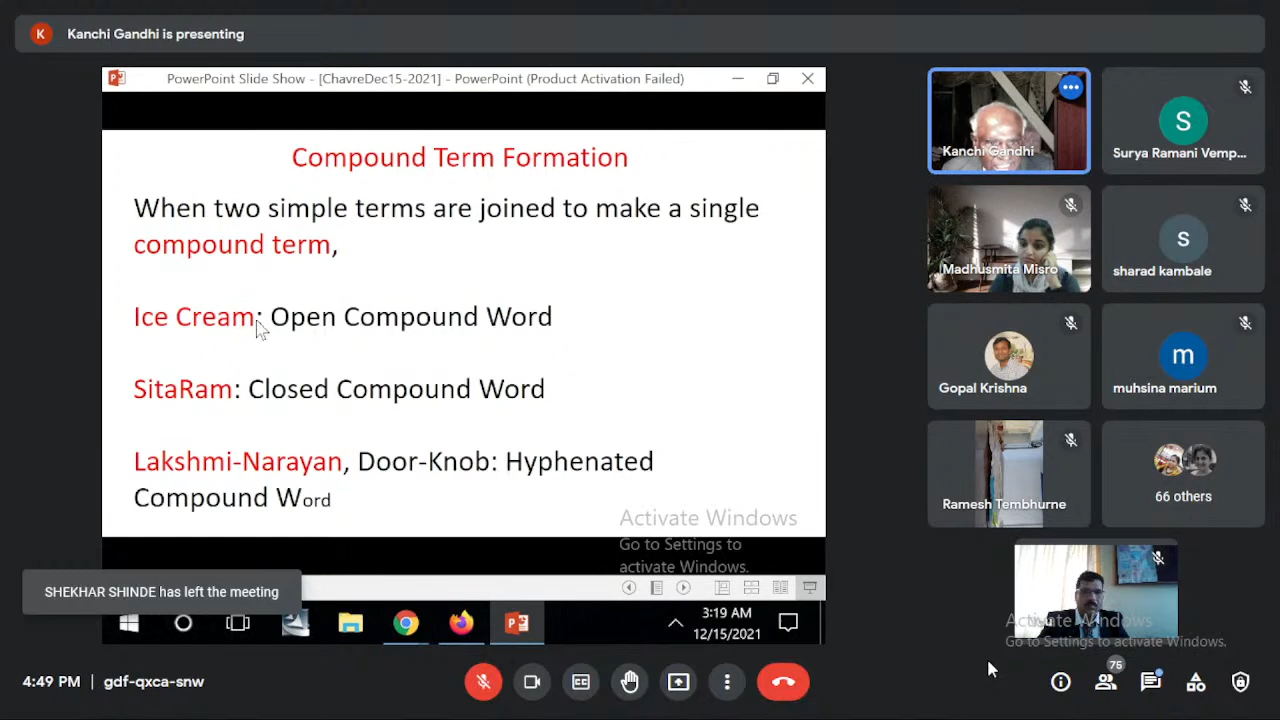 K Kanchi Gandhi is presenting
PowerPoint Slide Show - [ChavreDec15-2021] - PowerPoint (Product Activation Failed)
Compound Term Formation
When two simple terms are joined to make a single
compound term,
Ice Cream: Open Compound Word
SitaRam: Closed Compound Word
Lakshmi-Narayan, Door-Knob: Hyphenated
Compound Word
Activate Windows
Go to Settings to
activate Windows.
SHEKHAR SHINDE has left the meeting
3:19 AM
12/15/2021
Kanchi Gandhi
S
Surya Ramani Vemp...
Madhusmita Misro
s
sharad kambale
Gopal Krishna
m
muhsina marium
Ramesh Tembhurne
66 others
Activate Windows
Go to Settings to activate Windows.
4:49 PM | gdf-qxca-snw
75